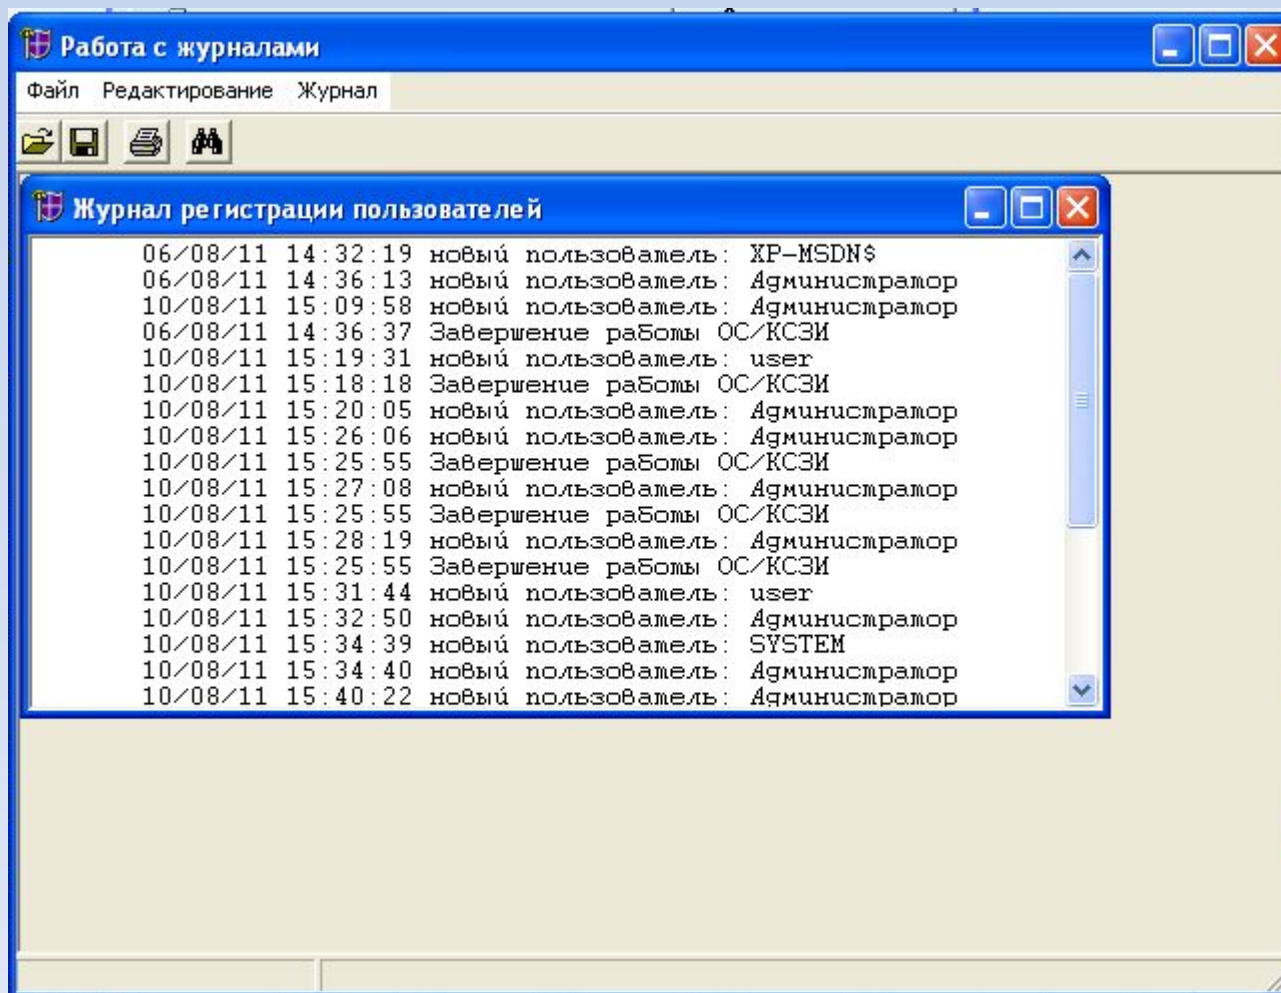 Работа с журналами
Файл Редактирование Журнал
Журнал регистрации пользователей
06/08/11 14:32:19 новый пользователь: XP-MSDN$
06/08/11 14:36:13 новый пользователь: Администратор
10/08/11 15:09:58 новый пользователь: Администратор
06/08/11 14:36:37 Завершение работы ОС/КСЗИ
10/08/11 15:19:31 новый пользователь: user
10/08/11 15:18:18 Завершение работы ОС/КСЗИ
10/08/11 15:20:05 новый пользователь: Администратор
10/08/11 15:26:06 новый пользователь: Администратор
10/08/11 15:25:55 Завершение работы ОС/КСЗИ
10/08/11 15:27:08 новый пользователь: Администратор
10/08/11 15:25:55 Завершение работы ОС/КСЗИ
10/08/11 15:28:19 новый пользователь: Администратор
10/08/11 15:25:55 Завершение работы ОС/КСЗИ
10/08/11 15:31:44 новый пользователь: user
10/08/11 15:32:50 новый пользователь: Администратор
10/08/11 15:34:39 новый пользователь: SYSTEM
10/08/11 15:34:40 новый пользователь: Администратор
10/08/11 15:40:22 новый пользователь: Администратор